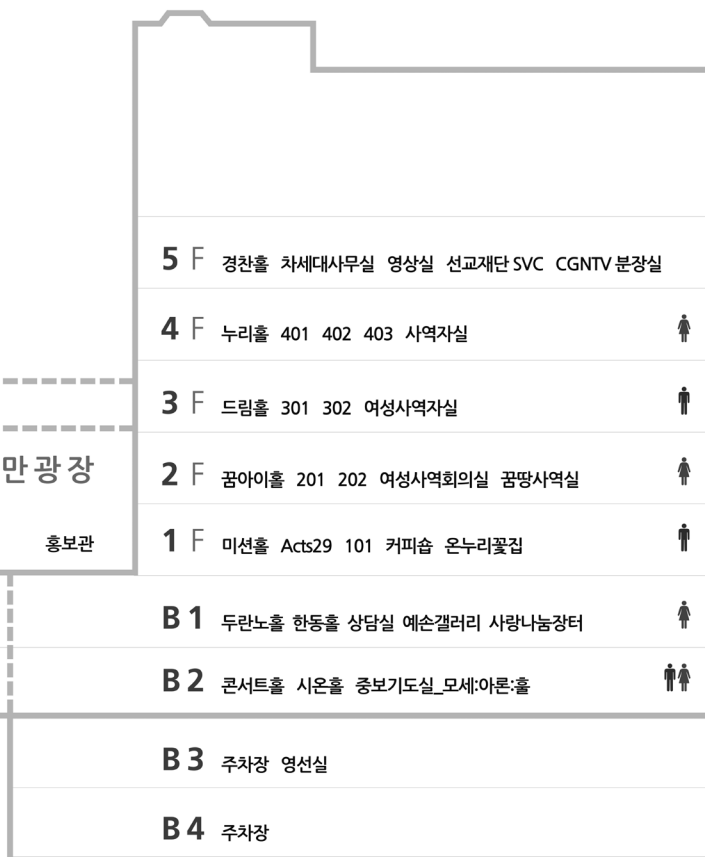 5 F 경찬홀 차세대사무실 영상실 선교재단 SVC CGNTV 분장실
4 F 누리홀 401 402 403 사역자실
3 F 드림홀 301 302 여성사역자실
만광장
2 F 꿈아이홀 201 202 여성사역회의실 꿈땅사역실
홍보관
1 F 미션홀 Acts29 101 커피숍 온누리꽃집
B 1 두란노홀 한동홀 상담실 예손갤러리 사랑나눔장터
B 2 콘서트홀 시온홀 중보기도실_모세:아론:훌
B 3 주차장 영선실
B 4 주차장